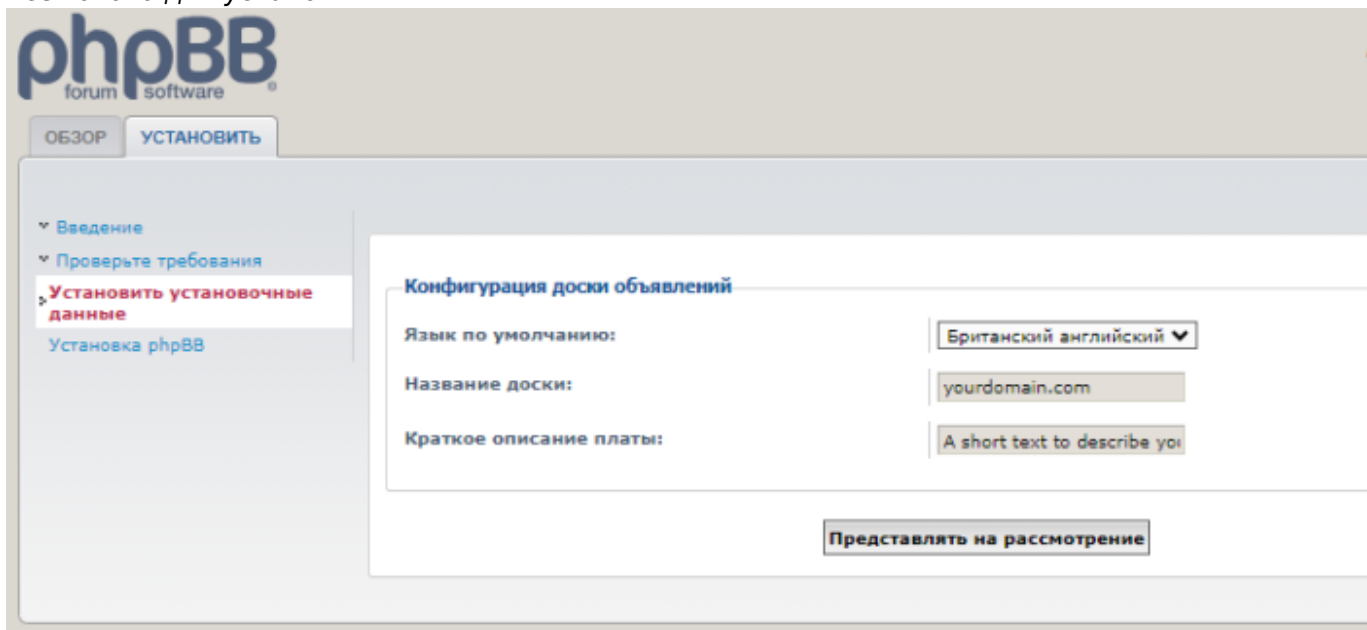 phpBB
forum software
ОБЗОР
УСТАНОВИТЬ
Введение
Проверьте требования
Установить установочные
данные
Установка phpBB
Конфигурация доски объявлений
Язык по умолчанию:
Британский английский
Название доски:
yourdomain.com
Краткое описание платы:
A short text to describe
Представлять на рассмотрение